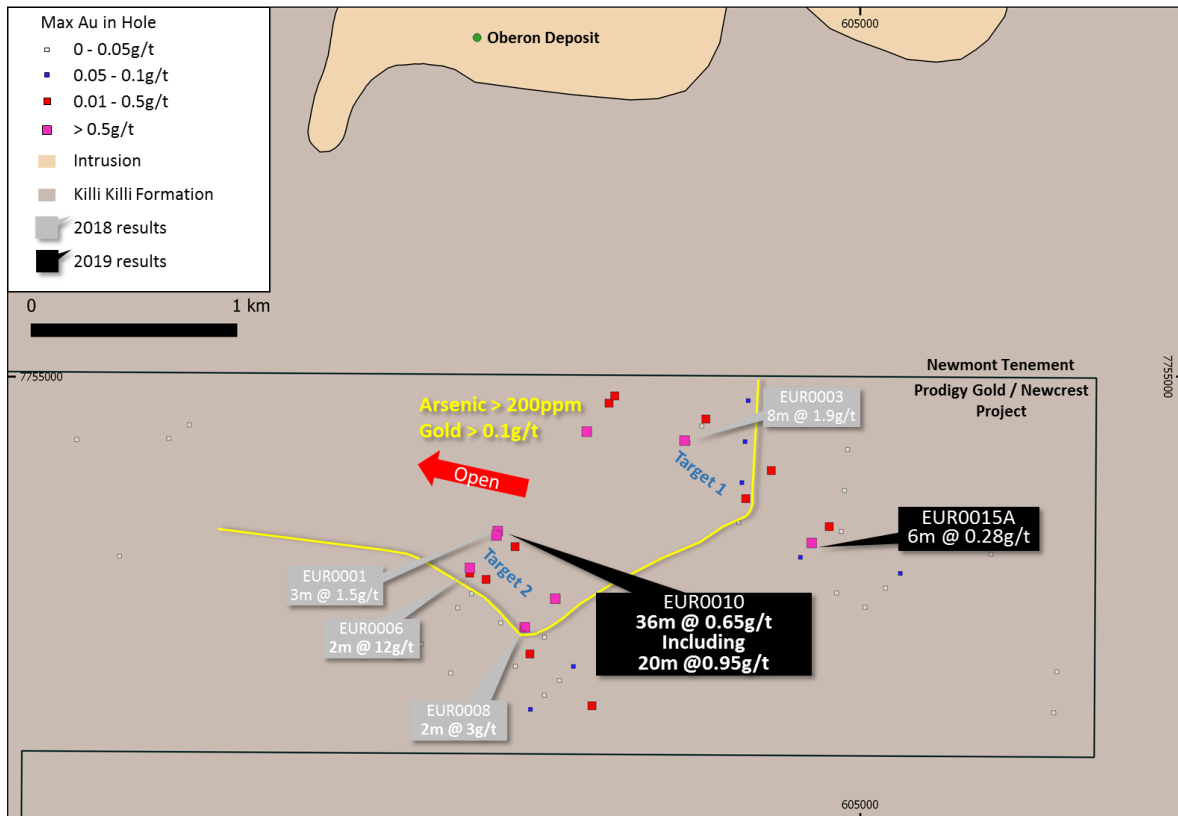 Max Au in Hole
0 - 0.05g/t
0.05 - 0.1g/t
0.01 - 0.5g/t
> 0.5g/t
Intrusion
Killi Killi Formation
2018 results
2019 results
0 1 km
Oberon Deposit
605000
Newmont Tenement
7755000
7755000
Prodigy Gold / Newcrest
Project
Arsenic > 200ppm
Gold > 0.1g/t
Open
EUR0003
8m @ 1.9g/t
Target 1
EUR0015A
6m @ 0.28g/t
Target 2
EUR0001
3m @ 1.5g/t
EUR0006
2m @ 12g/t
EUR0010
36m @ 0.65g/t
Including
20m @0.95g/t
EUR0008
2m @ 3g/t
605000